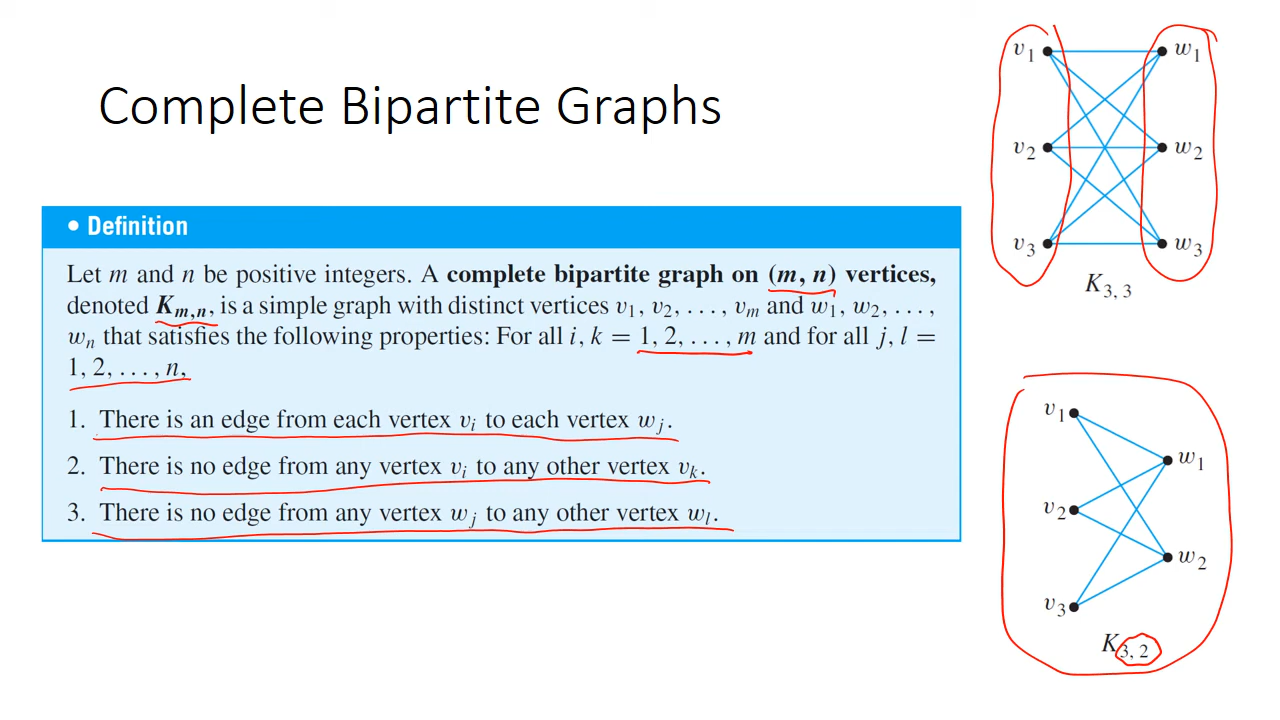 Complete Bipartite Graphs
• Definition
Let m and n be positive integers. A complete bipartite graph on (m, n) vertices,
denoted Km,n, is a simple graph with distinct vertices v1, v2, . . . , vm and w1, w2, . . . ,
wn that satisfies the following properties: For all i, k = 1, 2, . . . , m and for all j, l =
1, 2, . . . , n,
1. There is an edge from each vertex vi to each vertex wj.
2. There is no edge from any vertex vi to any other vertex vk.
3. There is no edge from any vertex wj to any other vertex wl.
v1 w1
v2 w2
v3 w3
K3, 3
v1
w1
v2
w2
v3
K3, 2